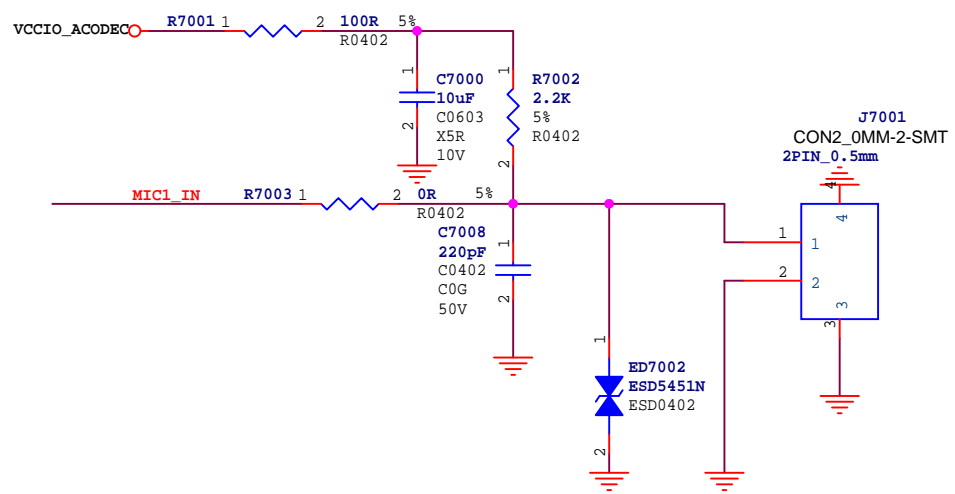 VCCIO_ACODEC
R7001 1 2 100R 5%
R0402
1 C7000
10uF
C0603
2 X5R
10V
1 R7002
2.2K
5%
R0402
2
J7001
CON2_0MM-2-SMT
2PIN_0.5mm
MIC1_IN R7003 1 2 0R 5%
R0402
C7008
1 220pF
C0402
C0G
2 50V
4
4
1 1
2 2
3
3
1
ED7002
ESD5451N
ESD0402
2